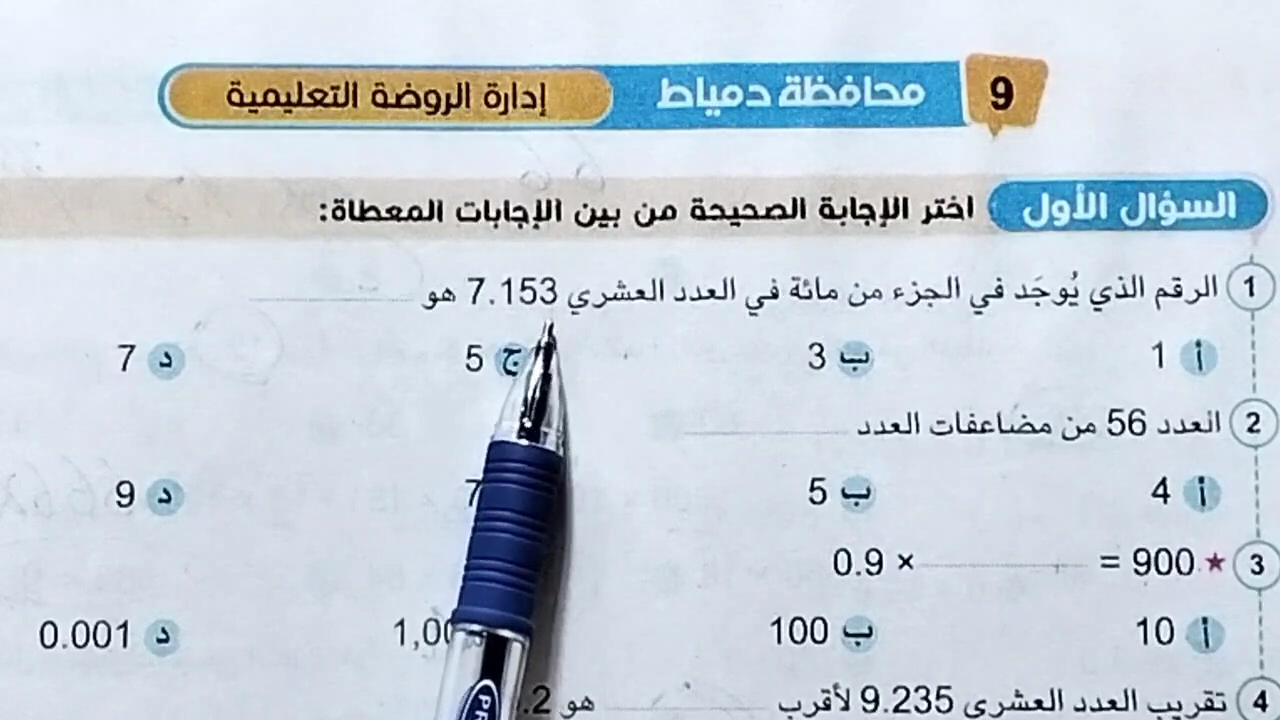 9 محافظة دمياط إدارة الروضة التعليمية
السؤال الأول اختر الإجابة الصحيحة من بين الإجابات المعطاة:
1 الرقم الذي يُوجَد في الجزء من مائة في العدد العشري 7.153 هو
أ 1 ب 3 ج 5 د 7
2 العدد 56 من مضاعفات العدد
أ 4 ب 5 7 د 9
3 ★ 0.9 × = 900
أ 10 ب 100 د 0.001
4 تقريب العدد العشري 9.235 لأقرب هو